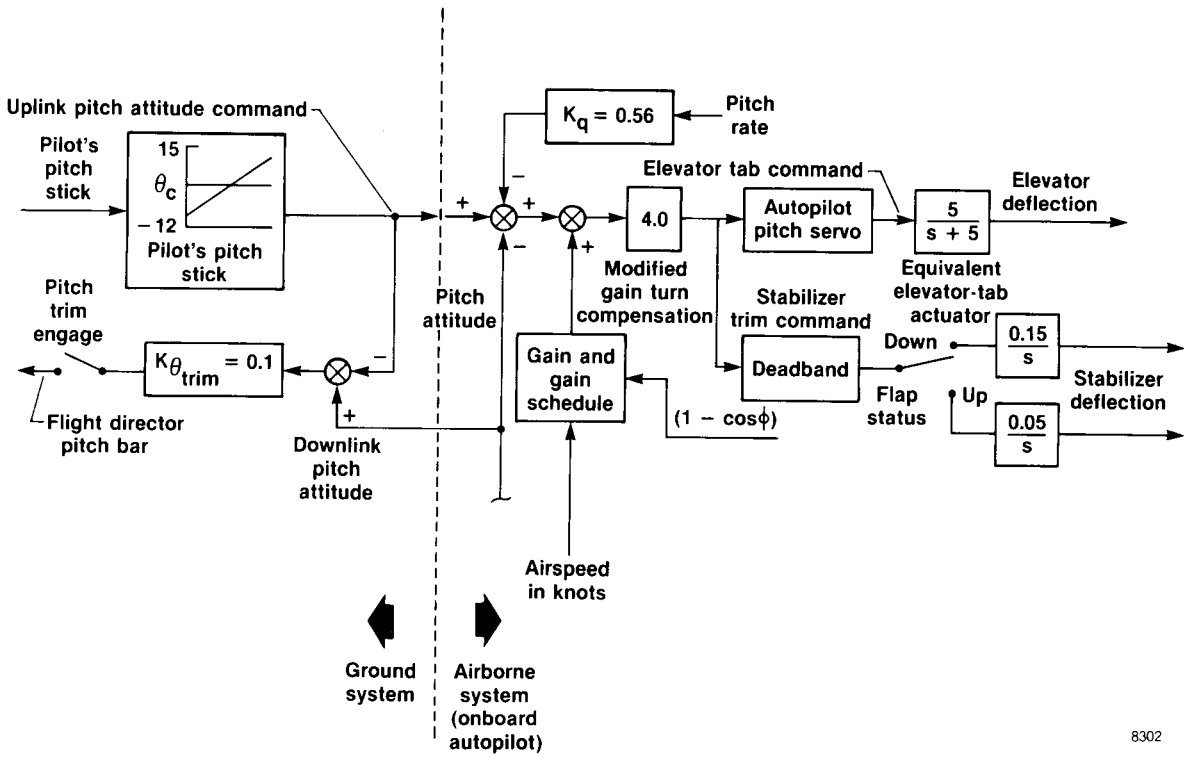 Uplink pitch attitude command
Pilot's
pitch
stick
15
θc
– 12
Pilot's pitch
stick
Pitch
trim
engage
Kθtrim = 0.1
Flight director
pitch bar
Downlink
pitch
attitude
–
+
Ground
system
Kq = 0.56
Pitch
rate
–
+
+
–
+
Pitch
attitude
4.0
Modified
gain turn
compensation
Gain and
gain
schedule
(1 – cosϕ)
Airspeed
in knots
Airborne
system
(onboard
autopilot)
Elevator tab command
Autopilot
pitch servo
5
s + 5
Elevator
deflection
Equivalent
elevator-tab
actuator
Stabilizer
trim command
Deadband
Down
Flap
status
Up
0.15
s
0.05
s
Stabilizer
deflection
8302